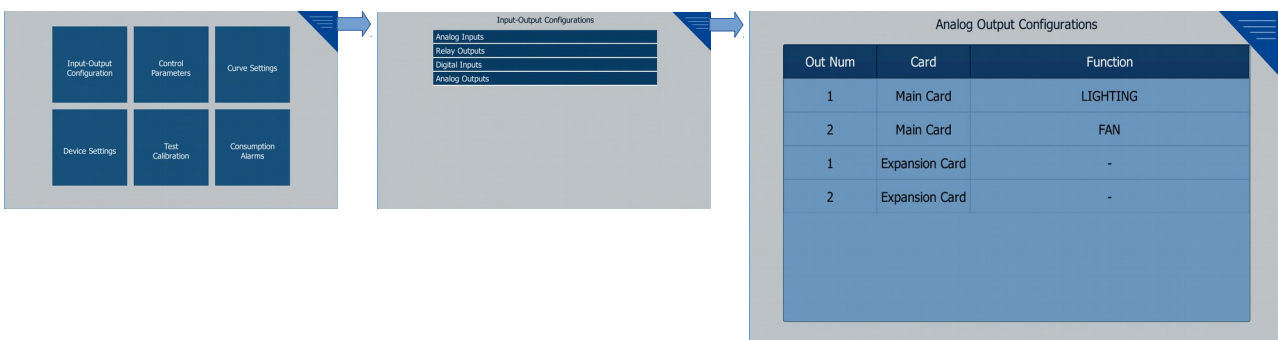 Input-Output
Configuration
Control
Parameters
Curve Settings
Device Settings
Test
Calibration
Consumption
Alarms
Input-Output Configurations
Analog Inputs
Relay Outputs
Digital Inputs
Analog Outputs
Analog Output Configurations
Out Num Card Function
1 Main Card LIGHTING
2 Main Card FAN
1 Expansion Card -
2 Expansion Card -